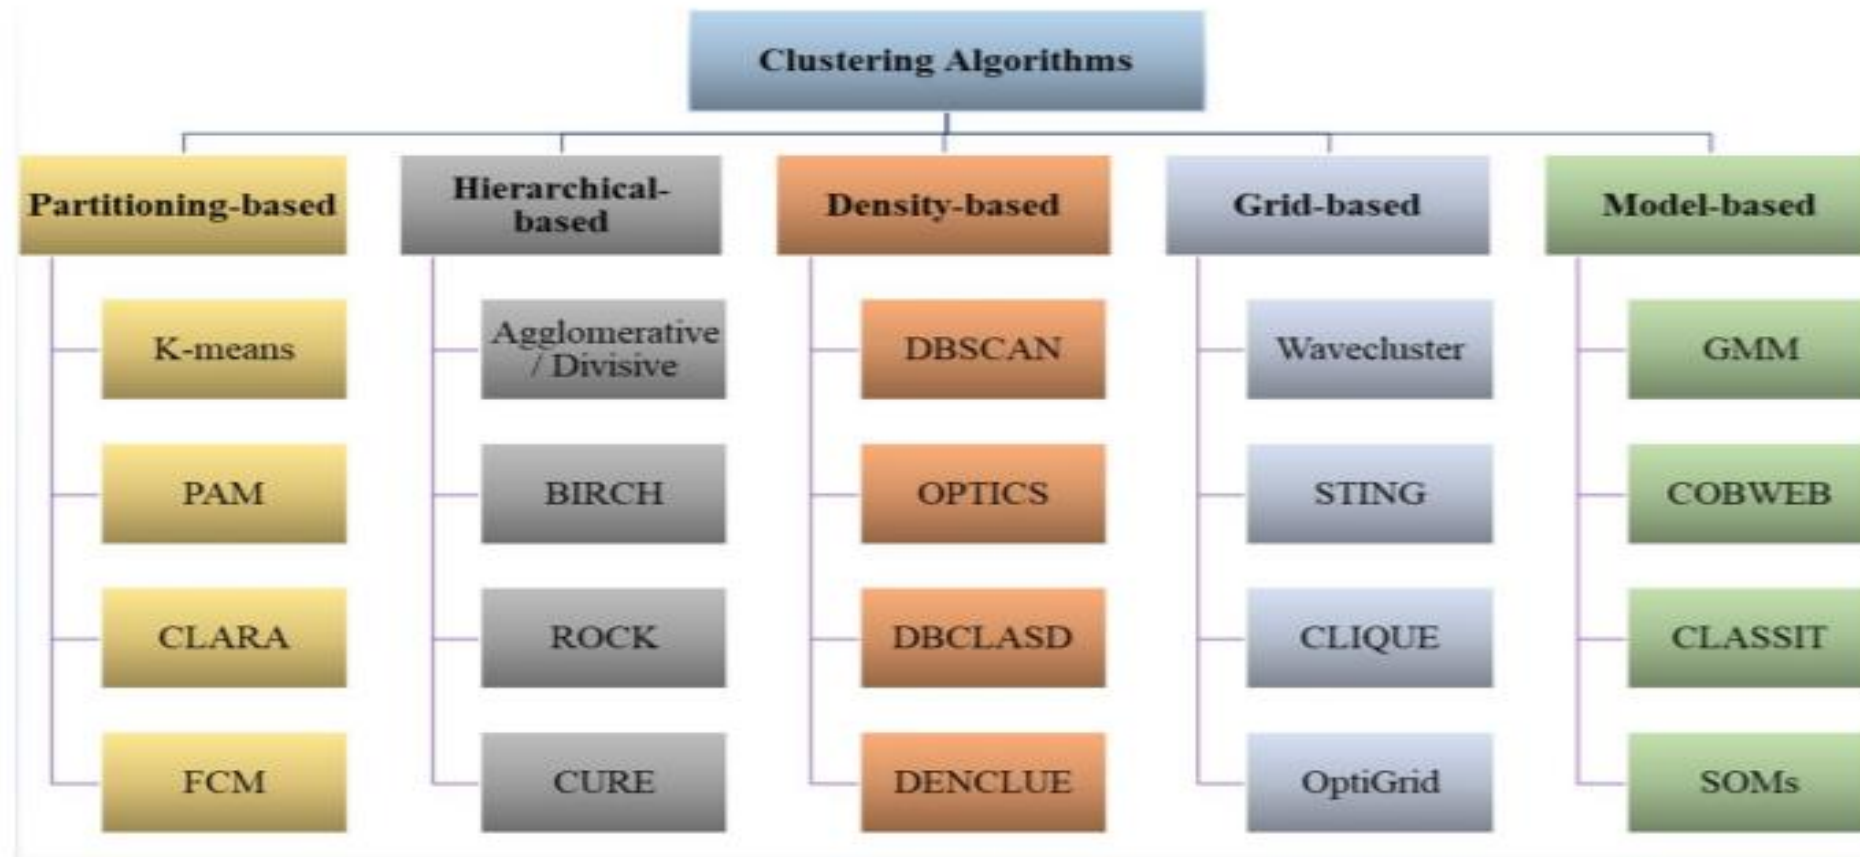 Clustering Algorithms
Partitioning-based
Hierarchical-
based
Density-based
Grid-based
Model-based
K-means
Agglomerative
/ Divisive
DBSCAN
Wavecluster
GMM
PAM
BIRCH
OPTICS
STING
COBWEB
CLARA
ROCK
DBCLASD
CLIQUE
CLASSIT
FCM
CURE
DENCLUE
OptiGrid
SOMs